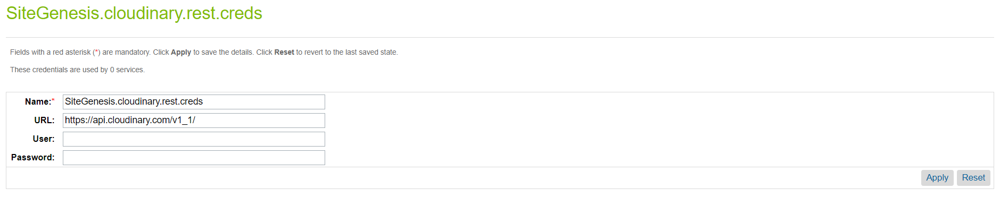 SiteGenesis.cloudinary.rest.creds
Fields with a red asterisk (*) are mandatory. Click Apply to save the details. Click Reset to revert to the last saved state.
These credentials are used by 0 services.
Name:* SiteGenesis.cloudinary.rest.creds
URL: https://api.cloudinary.com/v1_1/
User:
Password:
Apply Reset